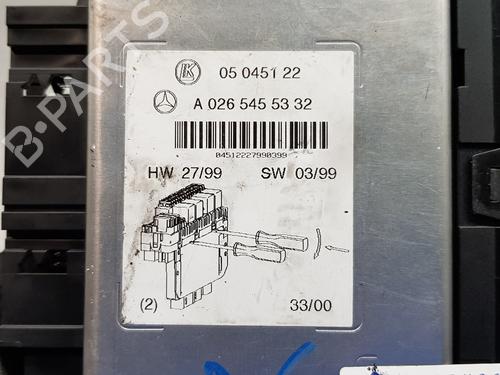 B-PARTS
K
05 0451 22
A 026 545 53 32
04512227990399
HW 27/99 SW 03/99
(2) 33/00